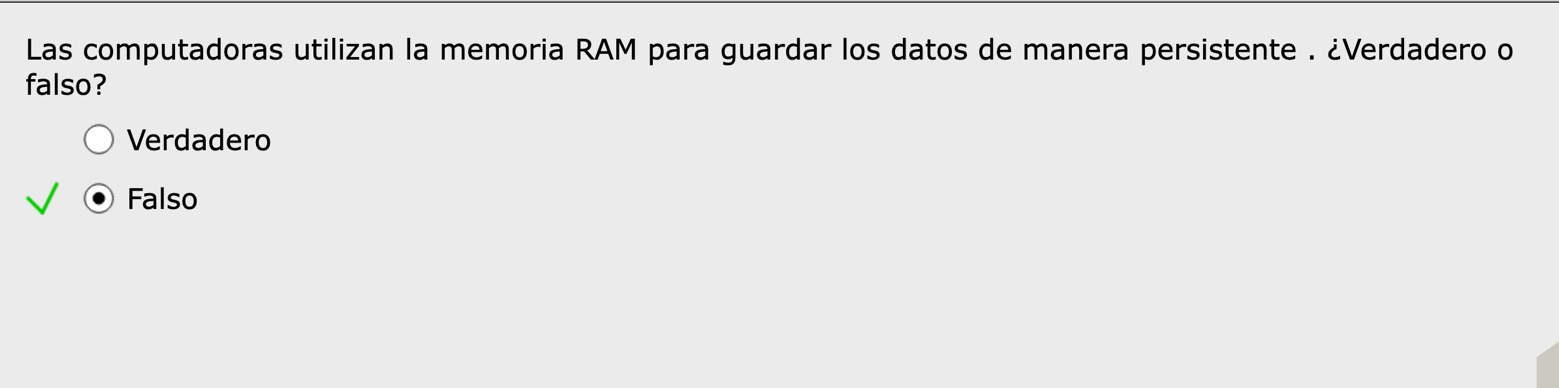 Las computadoras utilizan la memoria RAM para guardar los datos de manera persistente . ¿Verdadero o
falso?
Verdadero
Falso